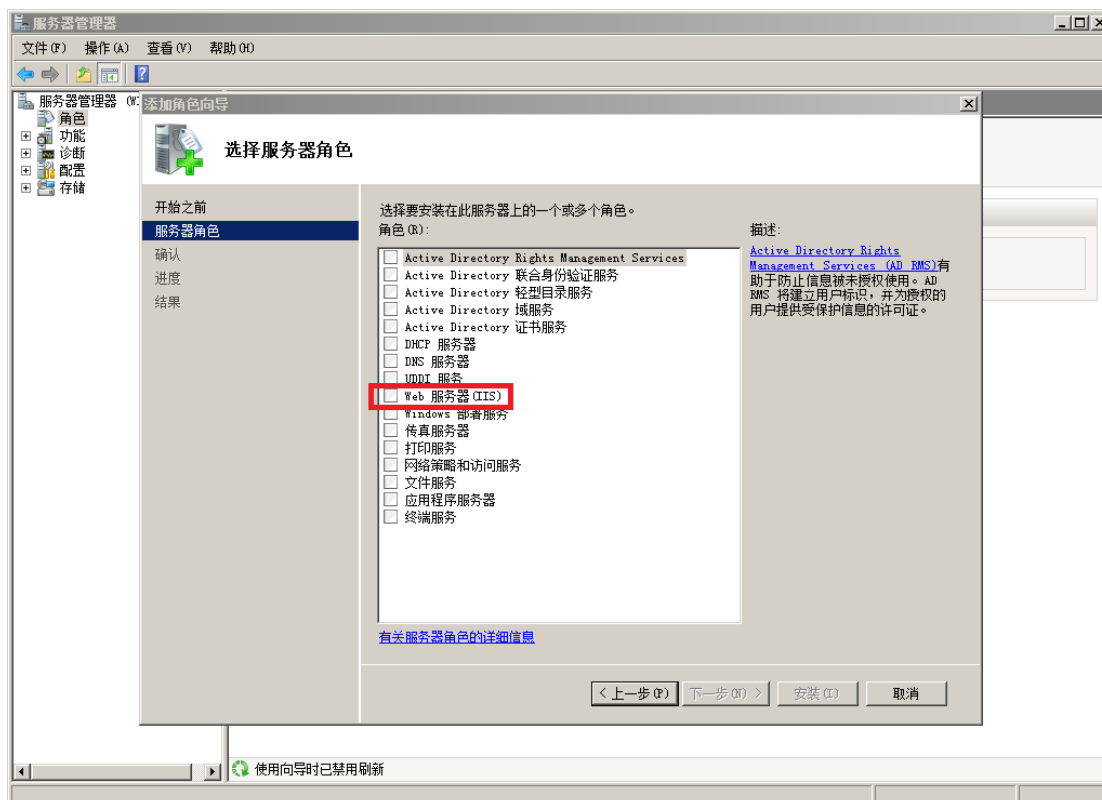 服务器管理器
文件(F) 操作(A) 查看(V) 帮助(H)
服务器管理器
角色
功能
诊断
配置
存储
添加角色向导
选择服务器角色
开始之前
服务器角色
确认
进度
结果
选择要安装在此服务器上的一个或多个角色。
角色(R):
Active Directory Rights Management Services
Active Directory 联合身份验证服务
Active Directory 轻型目录服务
Active Directory 域服务
Active Directory 证书服务
DHCP 服务器
DNS 服务器
UDDI 服务
Web 服务器(IIS)
Windows 部署服务
传真服务器
打印服务
网络策略和访问服务
文件服务
应用程序服务器
终端服务
有关服务器角色的详细信息
描述:
Active Directory Rights
Management Services (AD RMS)有
助于防止信息被未授权使用。AD
RMS 将建立用户标识，并为授权的
用户提供受保护信息的许可证。
< 上一步(P) 下一步(N) > 安装(I) 取消
使用向导时已禁用刷新